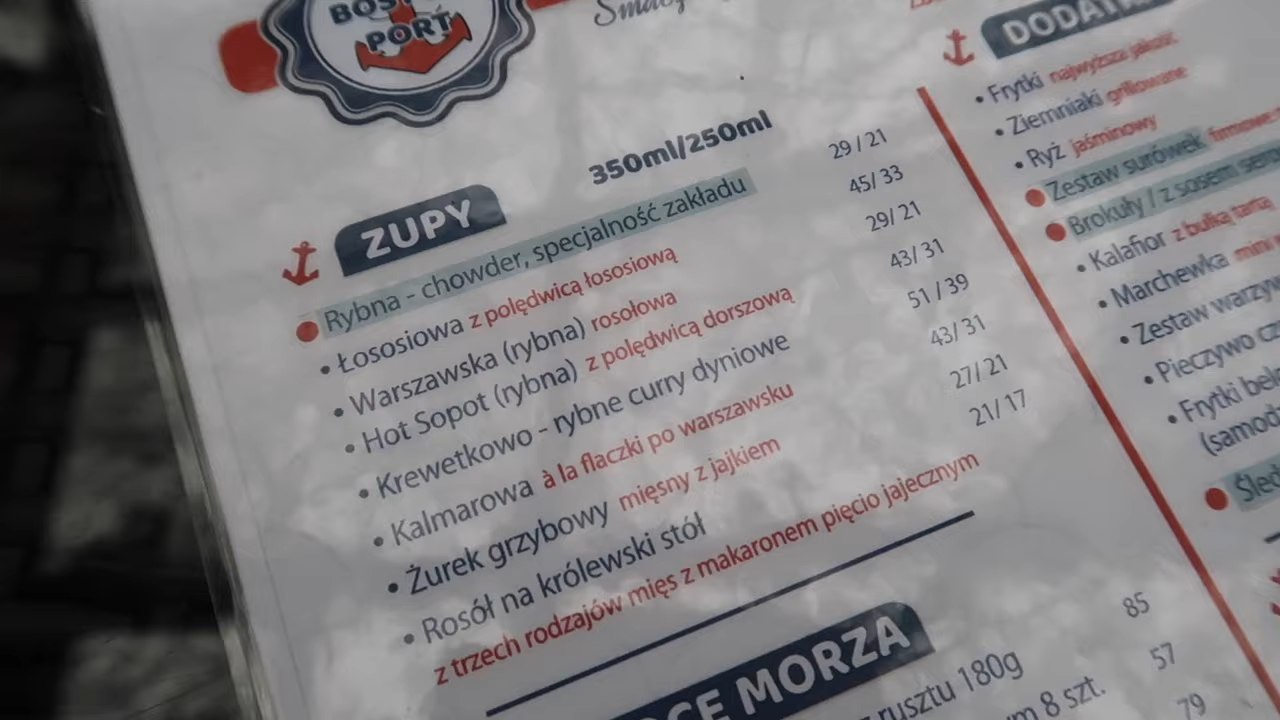 PORT
350ml/250ml
ZUPY
Rybna - chowder, specjalność zakładu 29 / 21
• Łososiowa z polędwicą łososiową 45/ 33
• Warszawska (rybna) rosołowa 29/ 21
• Hot Sopot (rybna) z polędwicą dorszową 43/ 31
• Krewetkowo - rybne curry dyniowe 51 / 39
• Kalmarowa à la flaczki po warszawsku 43/ 31
• Żurek grzybowy mięsny z jajkiem 27/ 21
• Rosół na królewski stół 21/ 17
z trzech rodzajów mięs z makaronem pięcio jajecznym
MORZA
rusztu 180g 85
8 szt. 57
79
• Frytki najwyższa jakość
• Ziemniaki grillowane
• Ryż jaśminowy
Zestaw surówek
Brokuły / z sosem
• Kalafior z bułką tartą
• Marchewka mini
• Zestaw
• Pieczywo
• Frytki